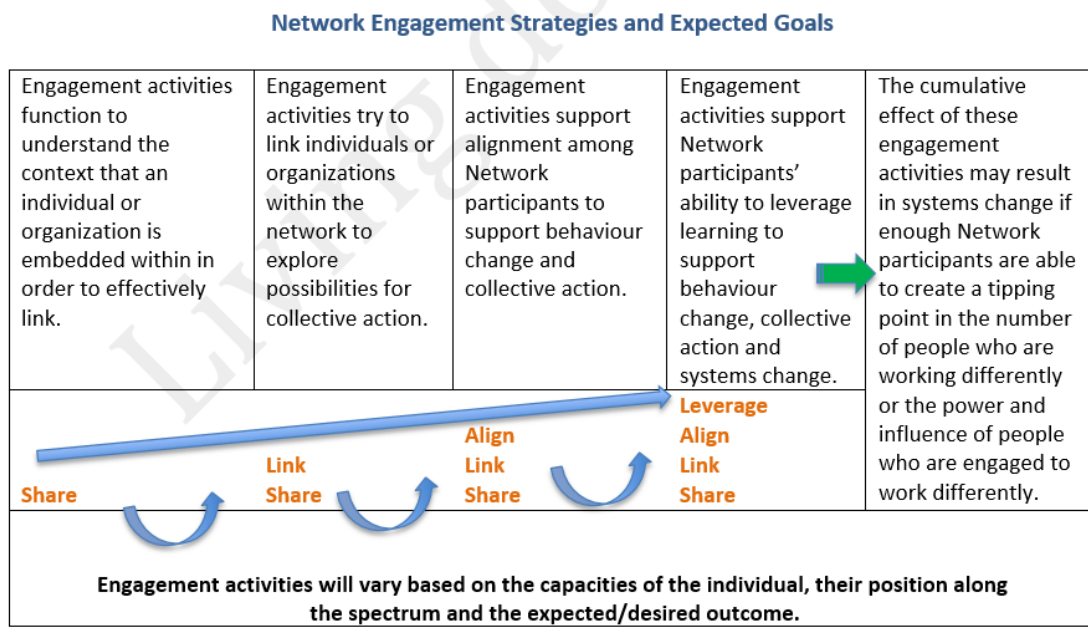 Network Engagement Strategies and Expected Goals
Engagement activities
function to
understand the
context that an
individual or
organization is
embedded within in
order to effectively
link.
Engagement
activities try to
link individuals or
organizations
within the
network to
explore
possibilities for
collective action.
Engagement
activities support
alignment among
Network
participants to
support behaviour
change and
collective action.
Engagement
activities support
Network
participants’
ability to leverage
learning to
support
behaviour
change, collective
action and
systems change.
The cumulative
effect of these
engagement
activities may result
in systems change if
enough Network
participants are able
to create a tipping
point in the number
of people who are
working differently
or the power and
influence of people
who are engaged to
work differently.
Share
Link
Share
Align
Link
Share
Leverage
Align
Link
Share
Engagement activities will vary based on the capacities of the individual, their position along
the spectrum and the expected/desired outcome.
Living d